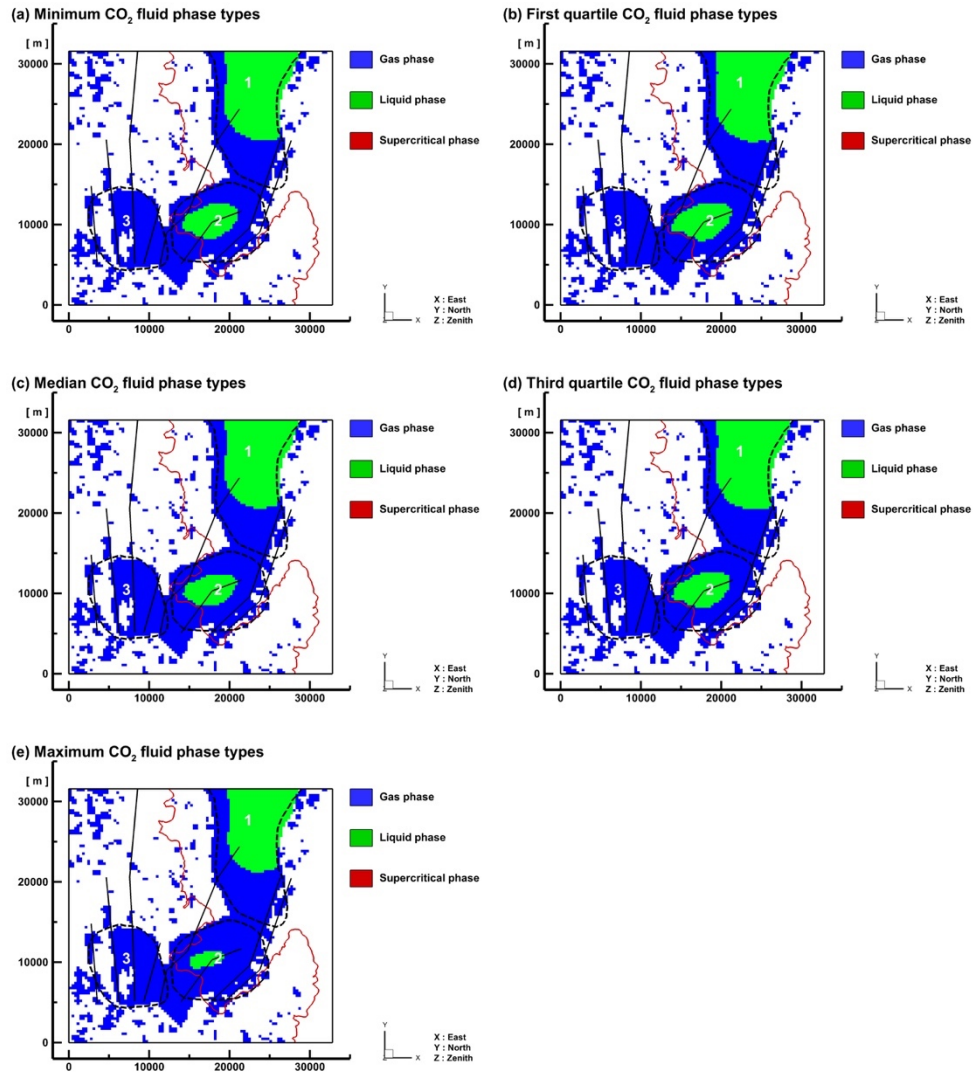 (a) Minimum CO2 fluid phase types
[ m ]
30000
20000
10000
0
0 10000 20000 30000
1
2
3
Gas phase
Liquid phase
Supercritical phase
Y
Z X
X : East
Y : North
Z : Zenith
(b) First quartile CO2 fluid phase types
[ m ]
30000
20000
10000
0
0 10000 20000 30000
1
2
3
Gas phase
Liquid phase
Supercritical phase
Y
Z X
X : East
Y : North
Z : Zenith
(c) Median CO2 fluid phase types
[ m ]
30000
20000
10000
0
0 10000 20000 30000
1
2
3
Gas phase
Liquid phase
Supercritical phase
Y
Z X
X : East
Y : North
Z : Zenith
(d) Third quartile CO2 fluid phase types
[ m ]
30000
20000
10000
0
0 10000 20000 30000
1
2
3
Gas phase
Liquid phase
Supercritical phase
Y
Z X
X : East
Y : North
Z : Zenith
(e) Maximum CO2 fluid phase types
[ m ]
30000
20000
10000
0
0 10000 20000 30000
1
2
3
Gas phase
Liquid phase
Supercritical phase
Y
Z X
X : East
Y : North
Z : Zenith